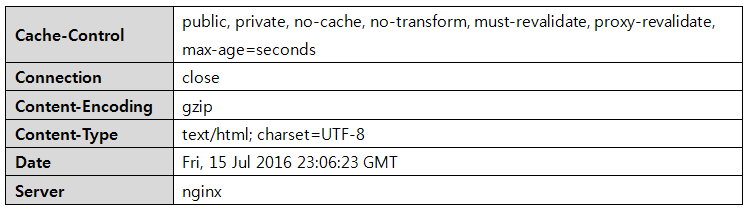 Cache-Control public, private, no-cache, no-transform, must-revalidate, proxy-revalidate,
max-age=seconds
Connection close
Content-Encoding gzip
Content-Type text/html; charset=UTF-8
Date Fri, 15 Jul 2016 23:06:23 GMT
Server nginx